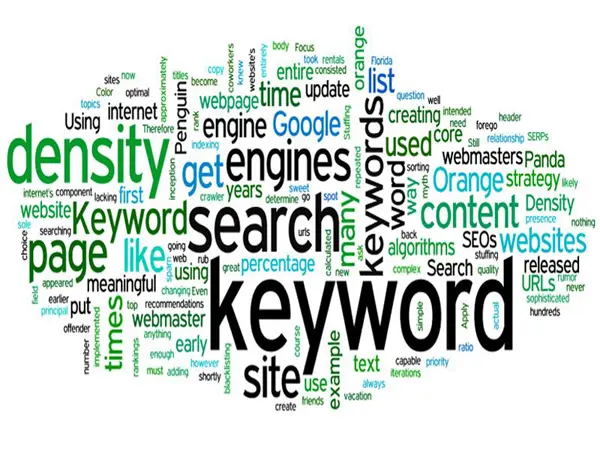 body
Focus
Florida
coworkers
copy
knew
website's
entirely
took
rentals
consisted
orange
sites
now
approximately
titles
become
entire
list
question
well
Color
optimal
webpage
time
update
creating
intended
header
topics
internet
Penguin
rank
engine
Google
Stuffing
keywords
used
core
need
forego
Using
Therefore
indexing
engines
repeated
word
way
sorting
Still
relationship
SERPs
density
inception
get
crawler
years
sweet
determine
go
spot
many
myth
webmasters
Panda
Orange
strategy
likely
internet's
component
lacking
first
Keyword
search
urls
calculated
ask
content
Density
presence
nothing
website
sole
searching
choice
page
like
going
spam
web
rub
percentage
new
back
algorithms
SEOs
stuffing
websites
field
appeared
meaningful
using
great
keyword
complex
Search
quality
released
rumor
never
earlier
principal
put
changing
Even
recommendations
URLs
sophisticated
hundreds
offender
number
implemented
times
top
webmaster
anything
rankings
enough
early
however
must
adding
shortly
blacklisting
site
course
create
use
friends
example
vacation
text
always
simple
capable
iterations
Apply
priority
ratio
actual